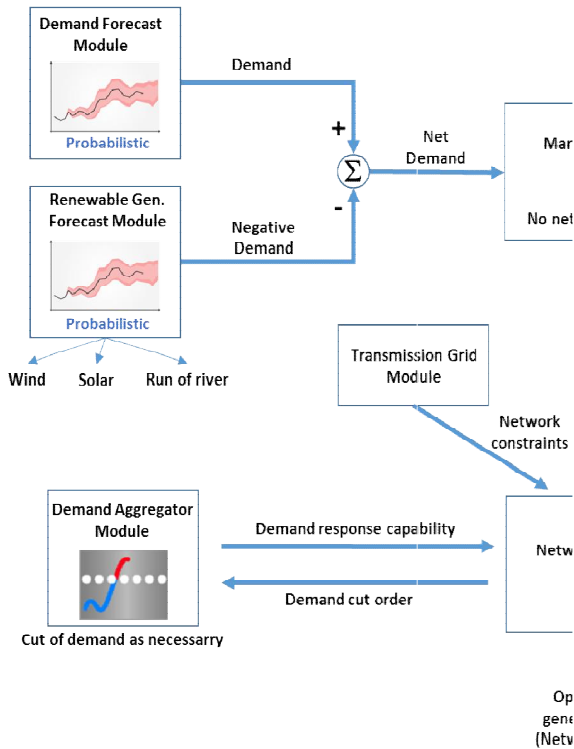 Demand Forecast
Module
Probabilistic
Demand
+
Σ
-
Net
Demand
No net
Renewable Gen.
Forecast Module
Probabilistic
Negative
Demand
Wind
Solar
Run of river
Transmission Grid
Module
Network
constraints
Demand Aggregator
Module
Cut of demand as necessarry
Demand response capability
Demand cut order